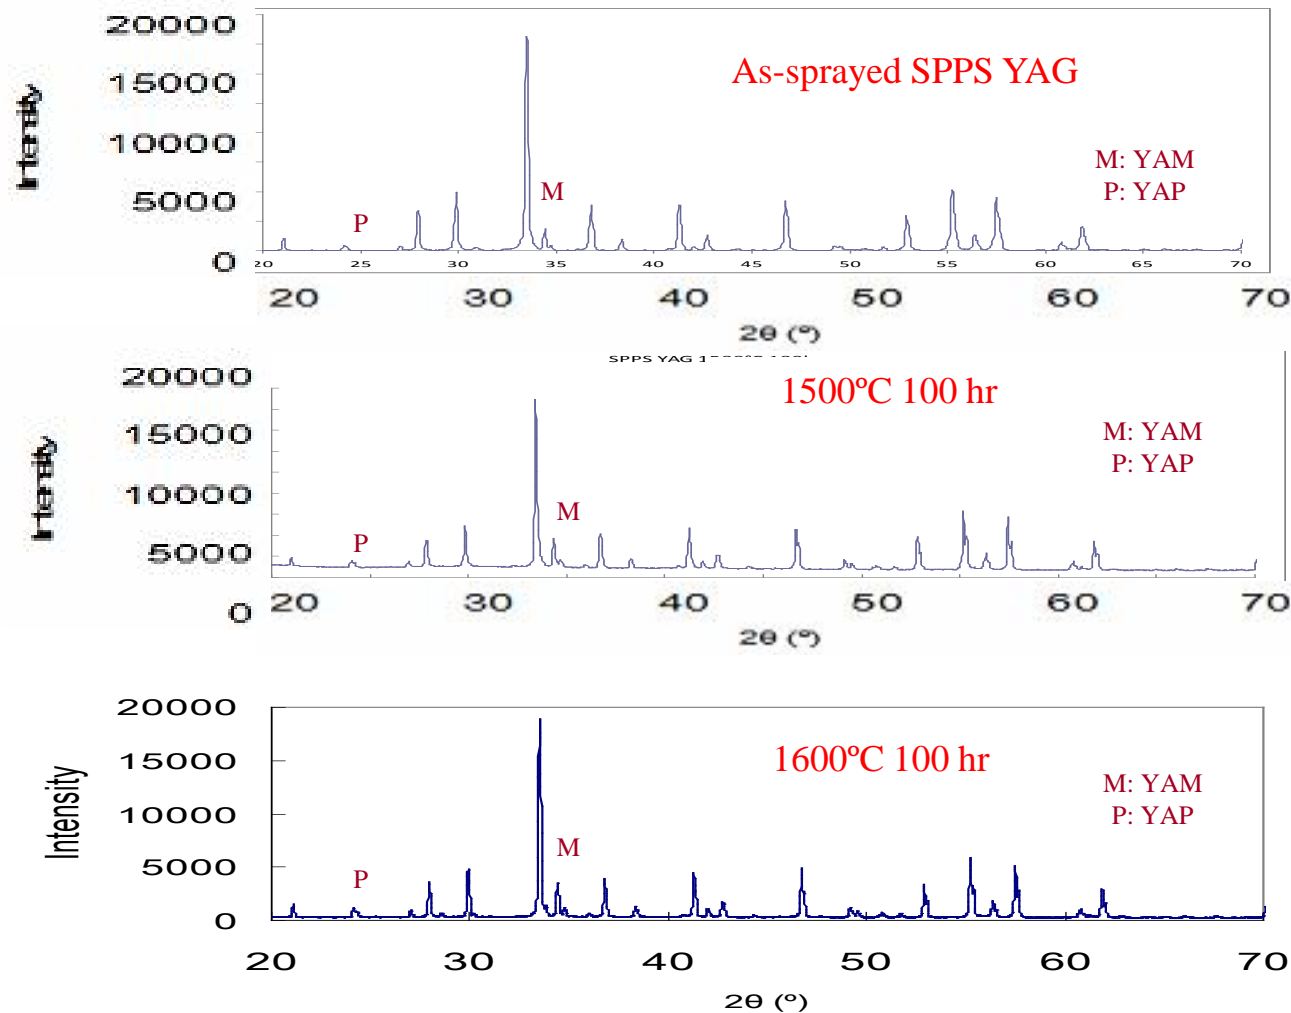 20000
As-sprayed SPPS YAG
15000
Intensity
10000
M: YAM
P: YAP
5000
M
P
0
20 25 30 35 40 45 50 55 60 65 70
20 30 40 50 60 70
2θ (º)
SPPS YAG
20000
1500ºC 100 hr
15000
M: YAM
P: YAP
Intensity
10000
M
P
5000
0
20 30 40 50 60 70
2θ (º)
20000
15000
1600ºC 100 hr
M: YAM
P: YAP
Intensity
10000
M
5000
P
0
20 30 40 50 60 70
2θ (º)